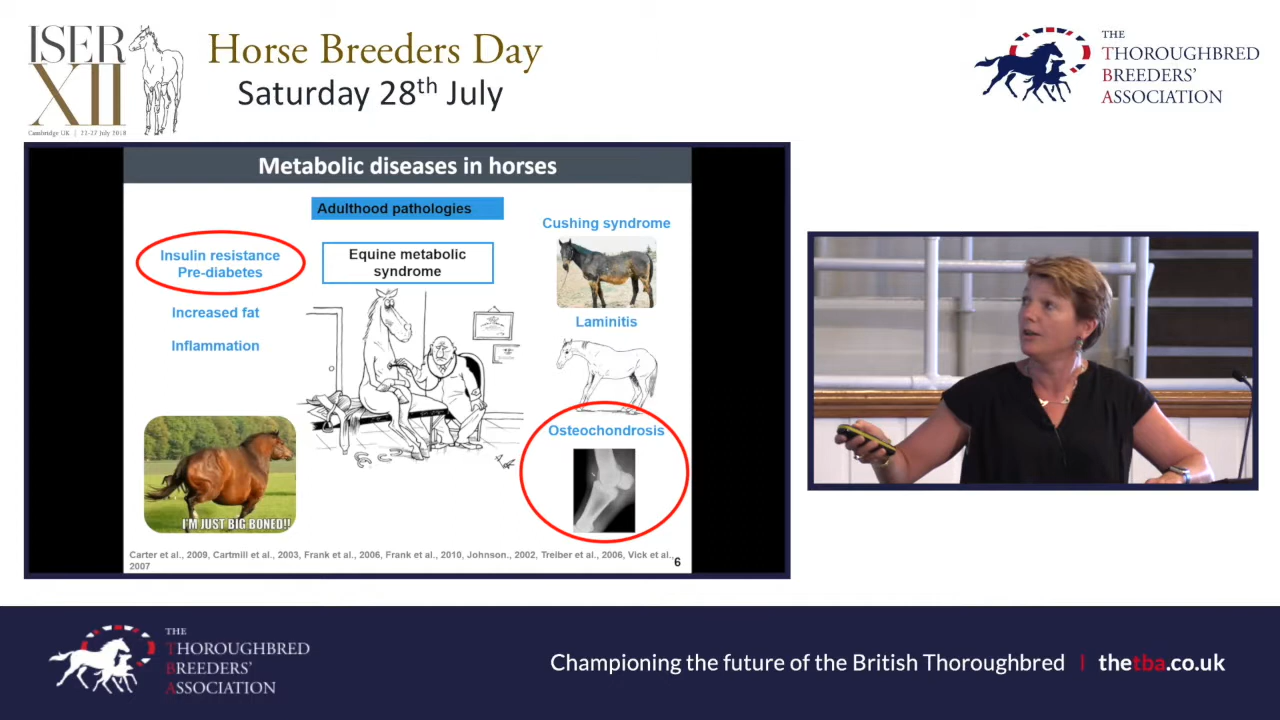 ISER
XII
Cambridge UK | 22-27 July 2018
Horse Breeders Day
Saturday 28th July
THE
THOROUGHBRED
BREEDERS'
ASSOCIATION
Metabolic diseases in horses
Adulthood pathologies
Insulin resistance
Pre-diabetes
Increased fat
Inflammation
Equine metabolic
syndrome
Cushing syndrome
Laminitis
Osteochondrosis
I'M JUST BIG BONED!!
Carter et al., 2009, Cartmill et al., 2003, Frank et al., 2006, Frank et al., 2010, Johnson., 2002, Treiber et al., 2006, Vick et al.,
2007
6
THE
THOROUGHBRED
BREEDERS'
ASSOCIATION
Championing the future of the British Thoroughbred | thetba.co.uk